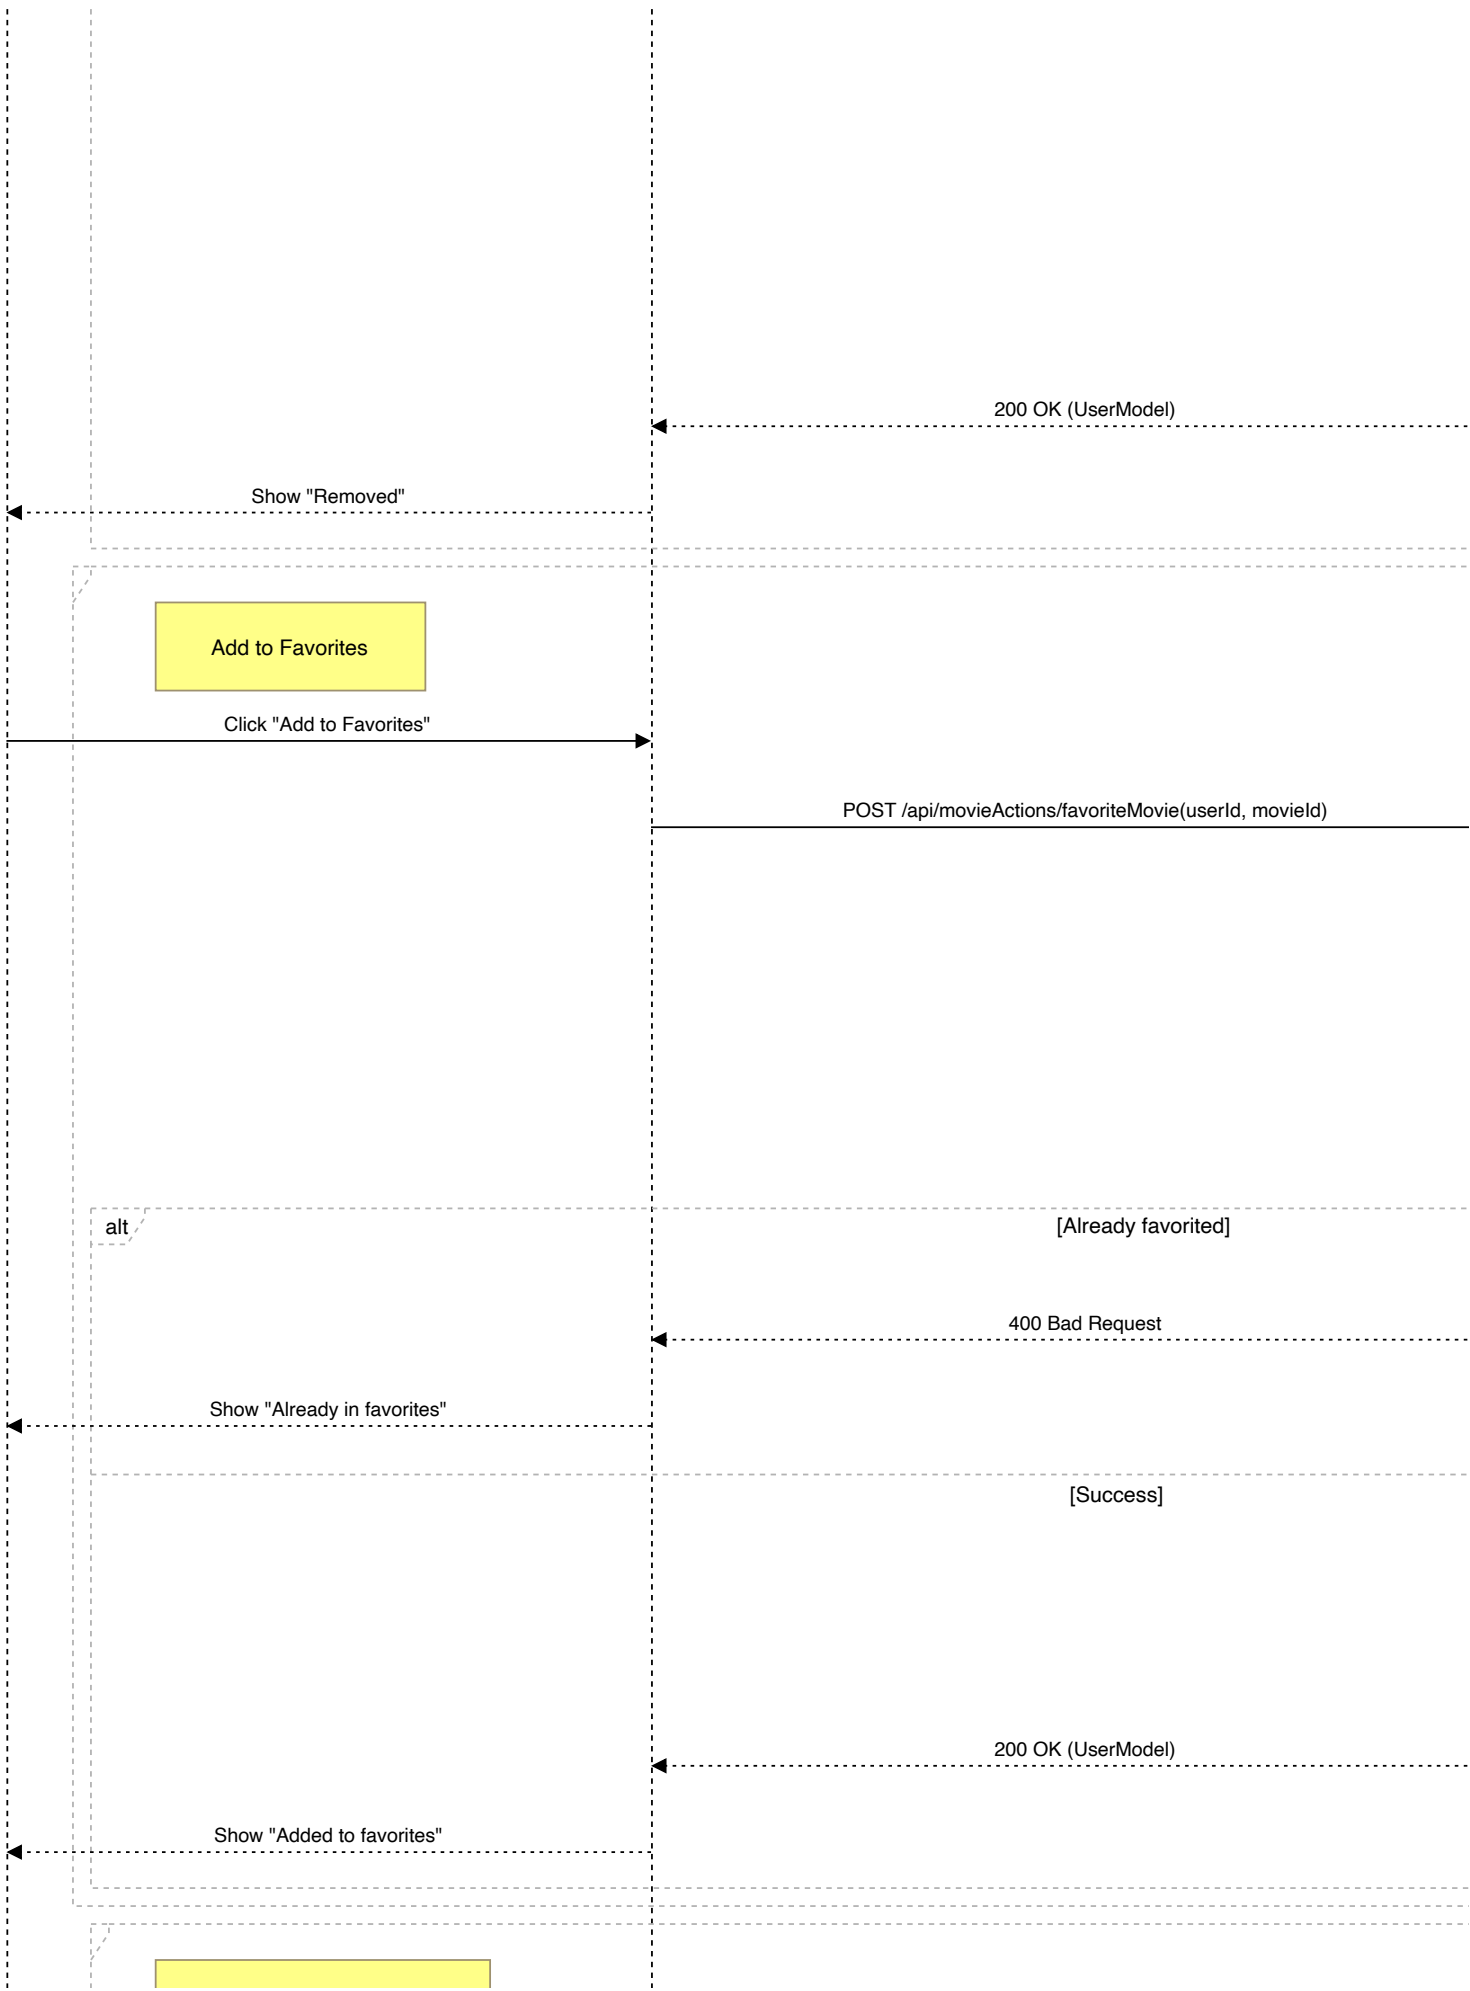 200 OK (UserModel)
Show "Removed"
Add to Favorites
Click "Add to Favorites"
POST /api/movieActions/favoriteMovie(userId, movieId)
alt
[Already favorited]
400 Bad Request
Show "Already in favorites"
[Success]
200 OK (UserModel)
Show "Added to favorites"